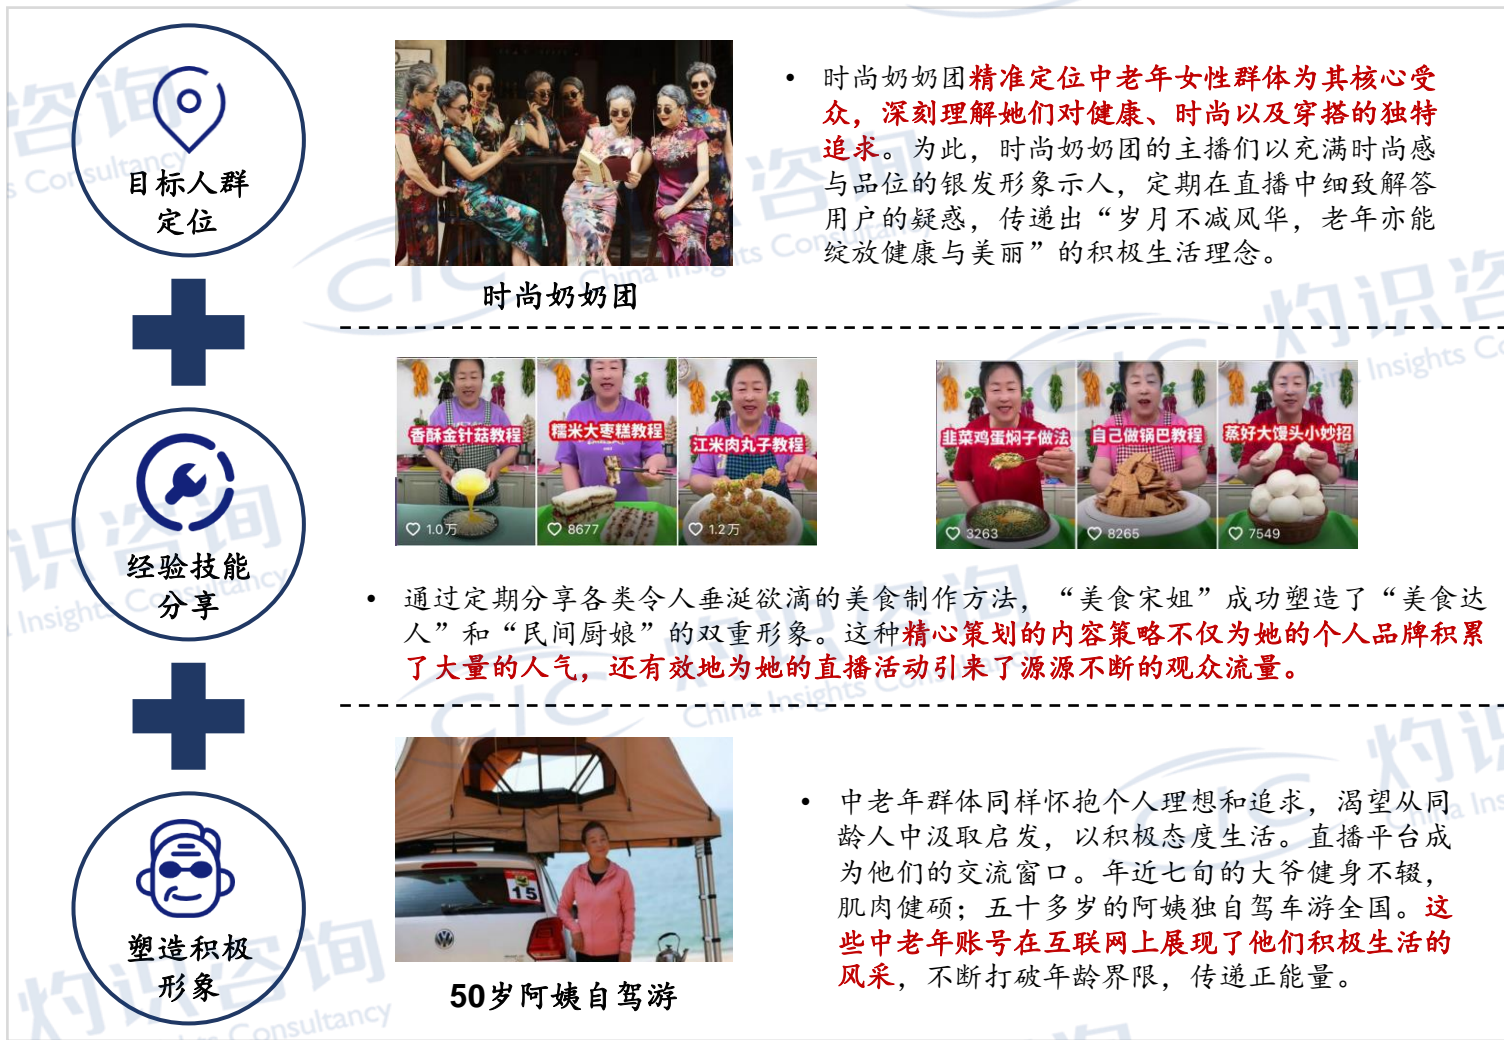 目标人群
定位
时尚奶奶团
• 时尚奶奶团精准定位中老年女性群体为其核心受
众，深刻理解她们对健康、时尚以及穿搭的独特
追求。为此，时尚奶奶团的主播们以充满时尚感
与品位的银发形象示人，定期在直播中细致解答
用户的疑惑，传递出“岁月不减风华，老年亦能
绽放健康与美丽”的积极生活理念。
经验技能
分享
香酥金针菇教程
1.0万
糯米大枣糕教程
8677
江米肉丸子教程
1.2万
韭菜鸡蛋焖子做法
3263
自己做锅巴教程
8265
蒸好大馒头小妙招
7549
• 通过定期分享各类令人垂涎欲滴的美食制作方法，“美食宋姐”成功塑造了“美食达
人”和“民间厨娘”的双重形象。这种精心策划的内容策略不仅为她的个人品牌积累
了大量的人气，还有效地为她的直播活动引来了源源不断的观众流量。
塑造积极
形象
15
50岁阿姨自驾游
• 中老年群体同样怀抱个人理想和追求，渴望从同
龄人中汲取启发，以积极态度生活。直播平台成
为他们的交流窗口。年近七旬的大爷健身不辍，
肌肉健硕；五十多岁的阿姨独自驾车游全国。这
些中老年账号在互联网上展现了他们积极生活的
风采，不断打破年龄界限，传递正能量。
CIC 灼识咨询
China Insights Consultancy